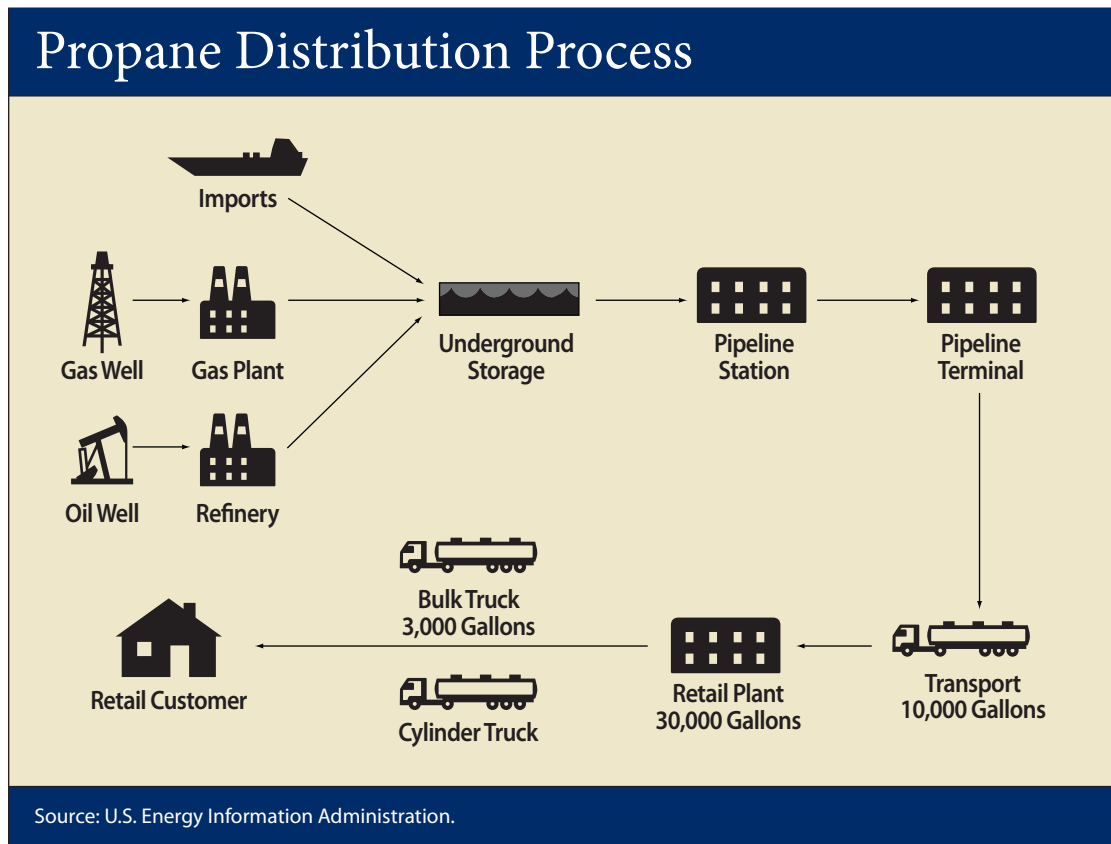 Propane Distribution Process
Imports
Gas Well
Gas Plant
Underground
Storage
Pipeline
Station
Pipeline
Terminal
Oil Well
Refinery
Bulk Truck
3,000 Gallons
Retail Customer
Cylinder Truck
Retail Plant
30,000 Gallons
Transport
10,000 Gallons
Source: U.S. Energy Information Administration.